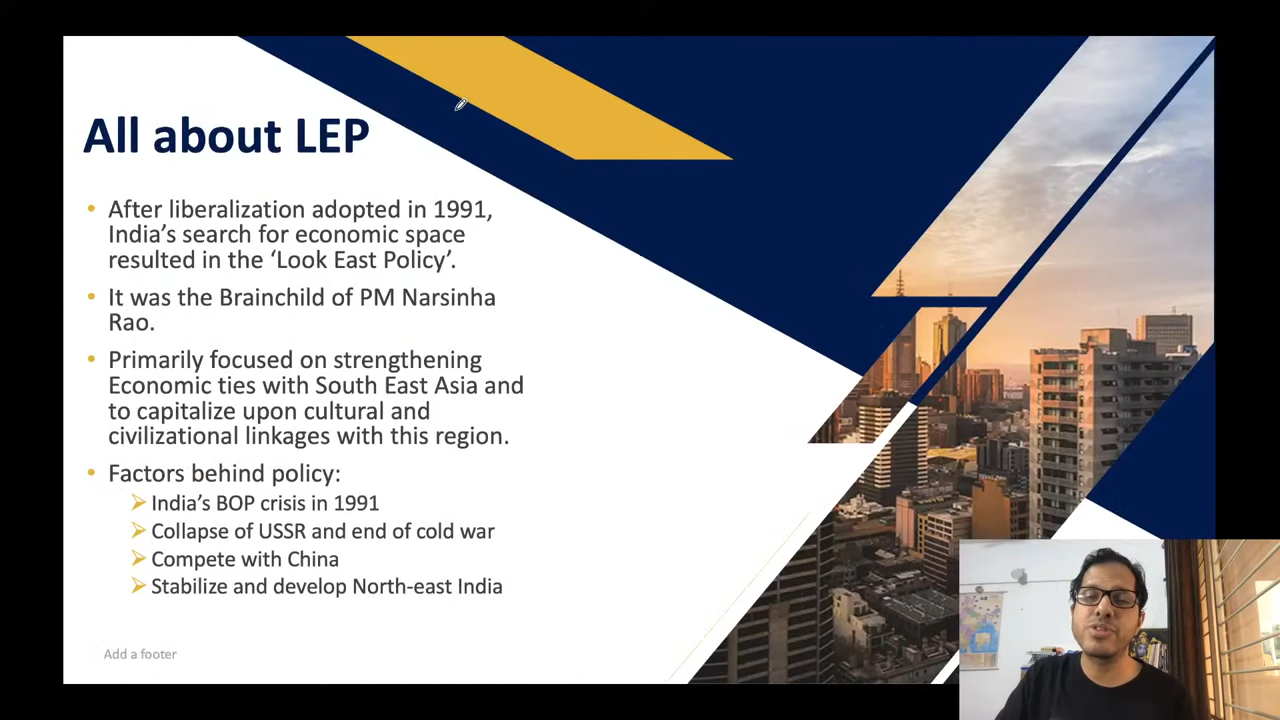 All about LEP
• After liberalization adopted in 1991,
India’s search for economic space
resulted in the ‘Look East Policy’.
• It was the Brainchild of PM Narsinha
Rao.
• Primarily focused on strengthening
Economic ties with South East Asia and
to capitalize upon cultural and
civilizational linkages with this region.
• Factors behind policy:
➢ India’s BOP crisis in 1991
➢ Collapse of USSR and end of cold war
➢ Compete with China
➢ Stabilize and develop North-east India
Add a footer